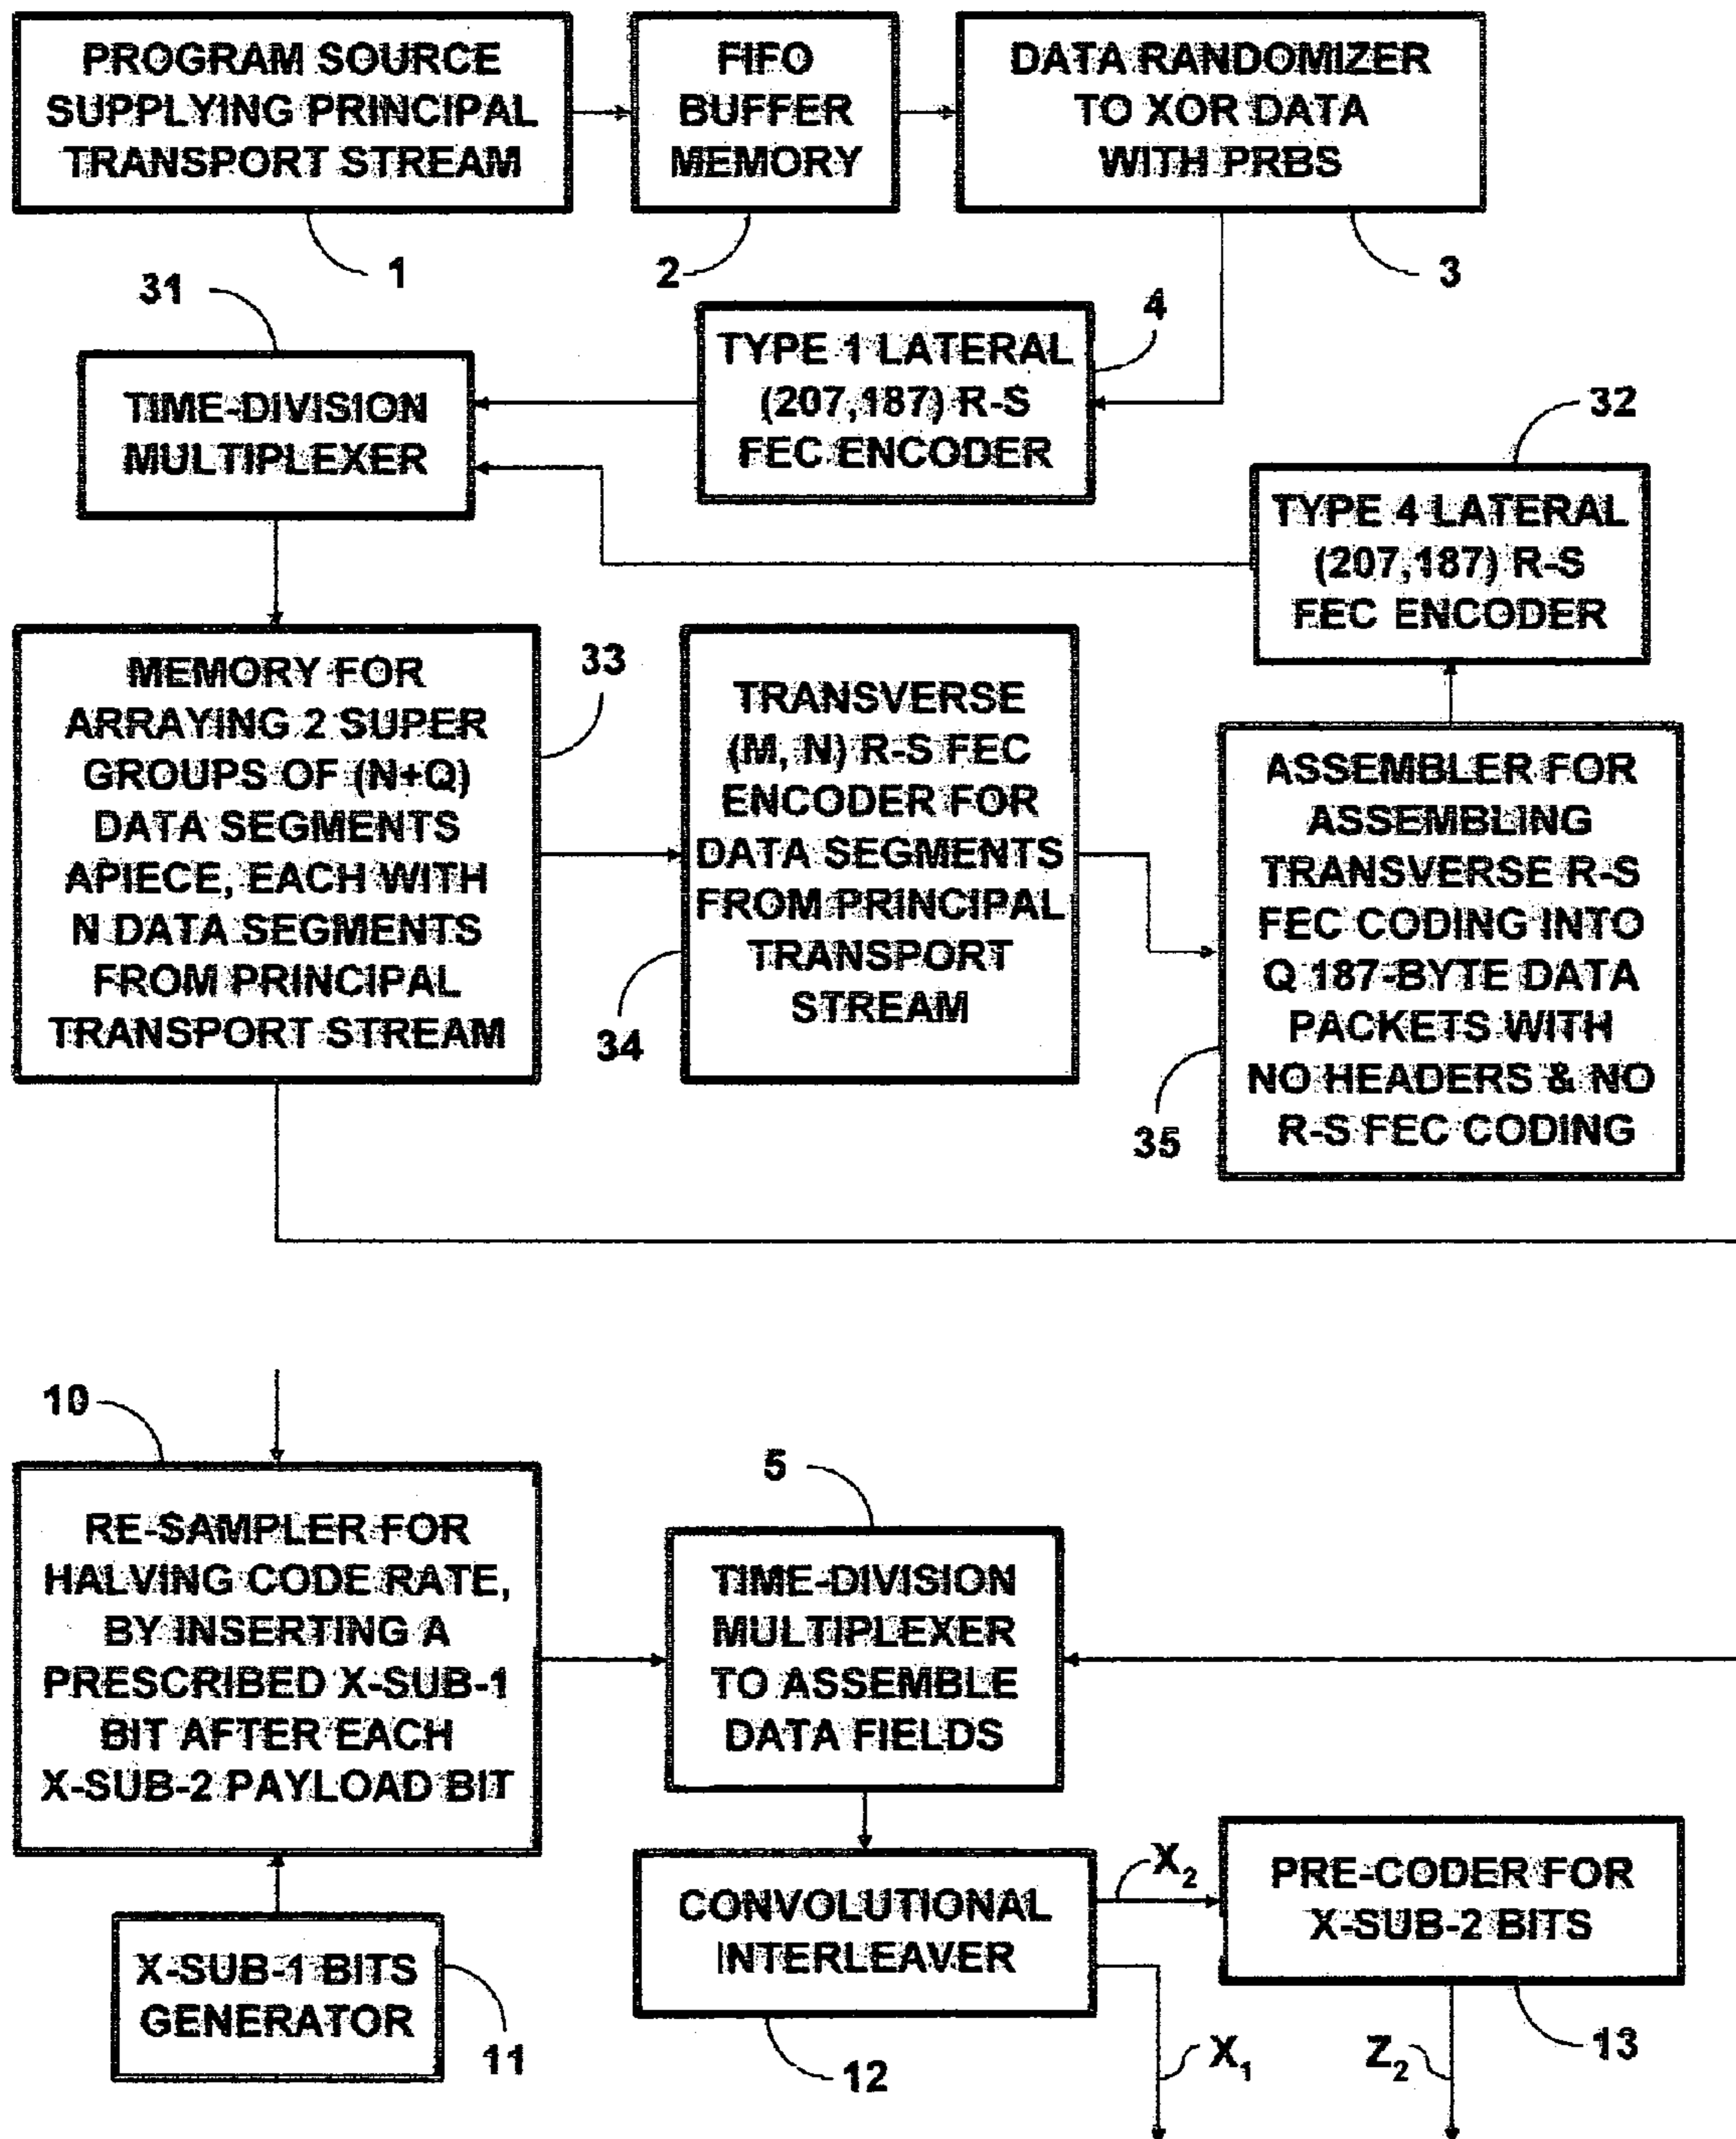 PROGRAM SOURCE
SUPPLYING PRINCIPAL
TRANSPORT STREAM
FIFO
BUFFER
MEMORY
DATA RANDOMIZER
TO XOR DATA
WITH PRBS
1
2
3
31
4
TIME-DIVISION
MULTIPLEXER
TYPE 1 LATERAL
(207,187) R-S
FEC ENCODER
32
TYPE 4 LATERAL
(207,187) R-S
FEC ENCODER
MEMORY FOR
ARRAYING 2 SUPER
GROUPS OF (N+Q)
DATA SEGMENTS
APIECE, EACH WITH
N DATA SEGMENTS
FROM PRINCIPAL
TRANSPORT STREAM
33
TRANSVERSE
(M, N) R-S FEC
ENCODER FOR
DATA SEGMENTS
FROM PRINCIPAL
TRANSPORT
STREAM
34
ASSEMBLER FOR
ASSEMBLING
TRANSVERSE R-S
FEC CODING INTO
Q 187-BYTE DATA
PACKETS WITH
NO HEADERS & NO
R-S FEC CODING
35
10
RE-SAMPLER FOR
HALVING CODE RATE,
BY INSERTING A
PRESCRIBED X-SUB-1
BIT AFTER EACH
X-SUB-2 PAYLOAD BIT
5
TIME-DIVISION
MULTIPLEXER
TO ASSEMBLE
DATA FIELDS
X-SUB-1 BITS
GENERATOR
11
CONVOLUTIONAL
INTERLEAVER
12
X₂
PRE-CODER FOR
X-SUB-2 BITS
13
X₁
Z₂